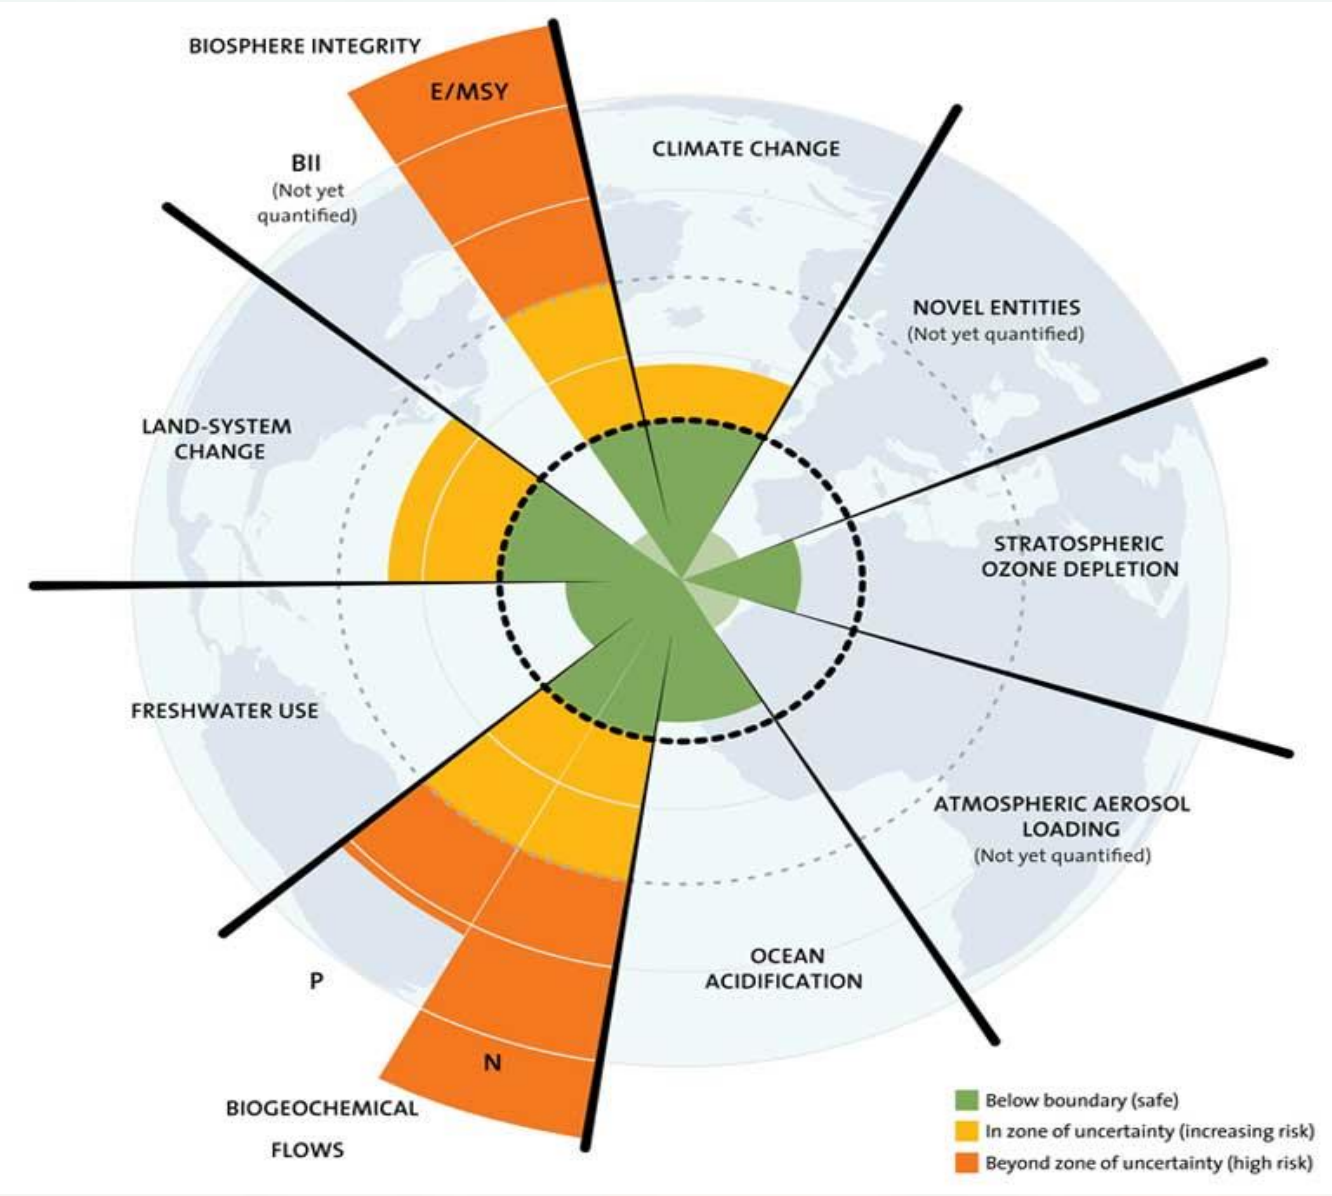 BIOSPHERE INTEGRITY
E/MSY
BII
(Not yet
quantified)
CLIMATE CHANGE
NOVEL ENTITIES
(Not yet quantified)
LAND-SYSTEM
CHANGE
STRATOSPHERIC
OZONE DEPLETION
FRESHWATER USE
ATMOSPHERIC AEROSOL
LOADING
(Not yet quantified)
OCEAN
ACIDIFICATION
P
N
BIOGEOCHEMICAL
FLOWS
Below boundary (safe)
In zone of uncertainty (increasing risk)
Beyond zone of uncertainty (high risk)